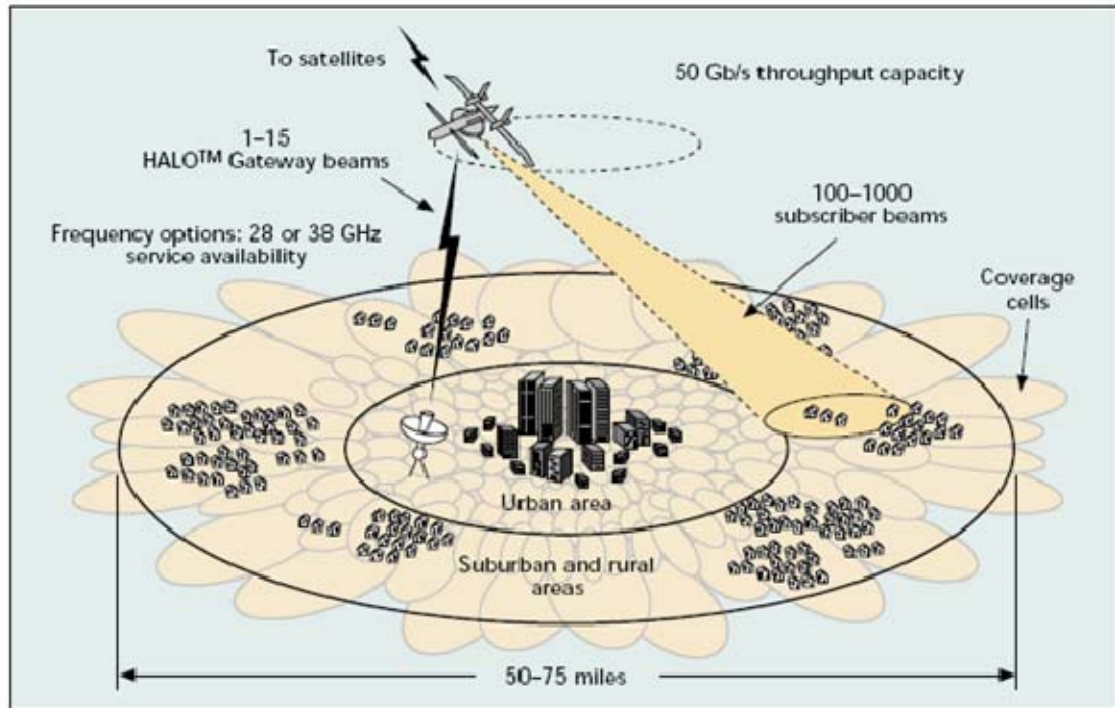 To satellites
50 Gb/s throughput capacity
1–15
HALO™ Gateway beams
100–1000
subscriber beams
Frequency options: 28 or 38 GHz
service availability
Coverage
cells
Urban area
Suburban and rural
areas
50–75 miles